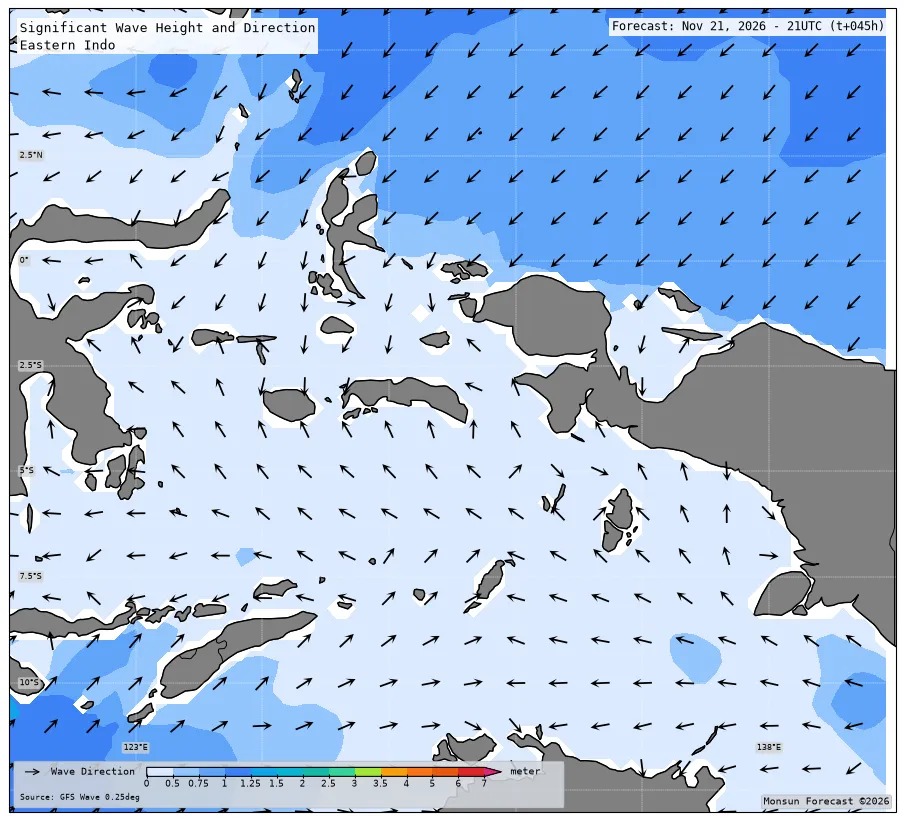 Significant Wave Height and Direction
Eastern Indo
Forecast: Nov 21, 2026 - 21UTC (t+045h)
2.5°N
0°
2.5°S
5°S
7.5°S
10°S
123°E
138°E
Wave Direction
meter
0 0.5 0.75 1 1.25 1.5 2 2.5 3 3.5 4 5 6 7
Source: GFS Wave 0.25deg
Monsun Forecast ©2026